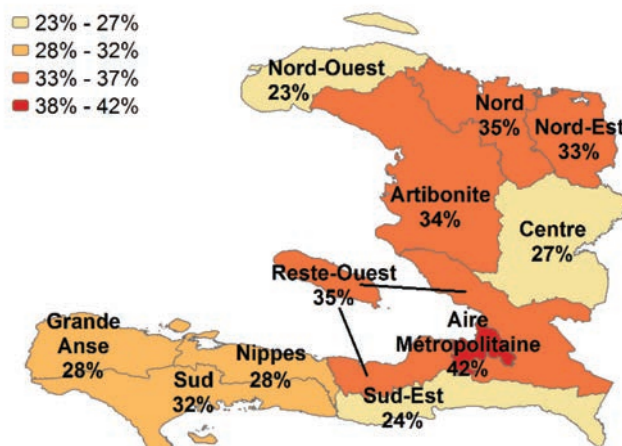 23% - 27%
28% - 32%
33% - 37%
38% - 42%
Nord-Ouest
23%
Nord
35%
Nord-Est
33%
Artibonite
34%
Centre
27%
Reste-Ouest
35%
Aire
Métropolitaine
42%
Grande
Anse
28%
Nippes
28%
Sud
32%
Sud-Est
24%